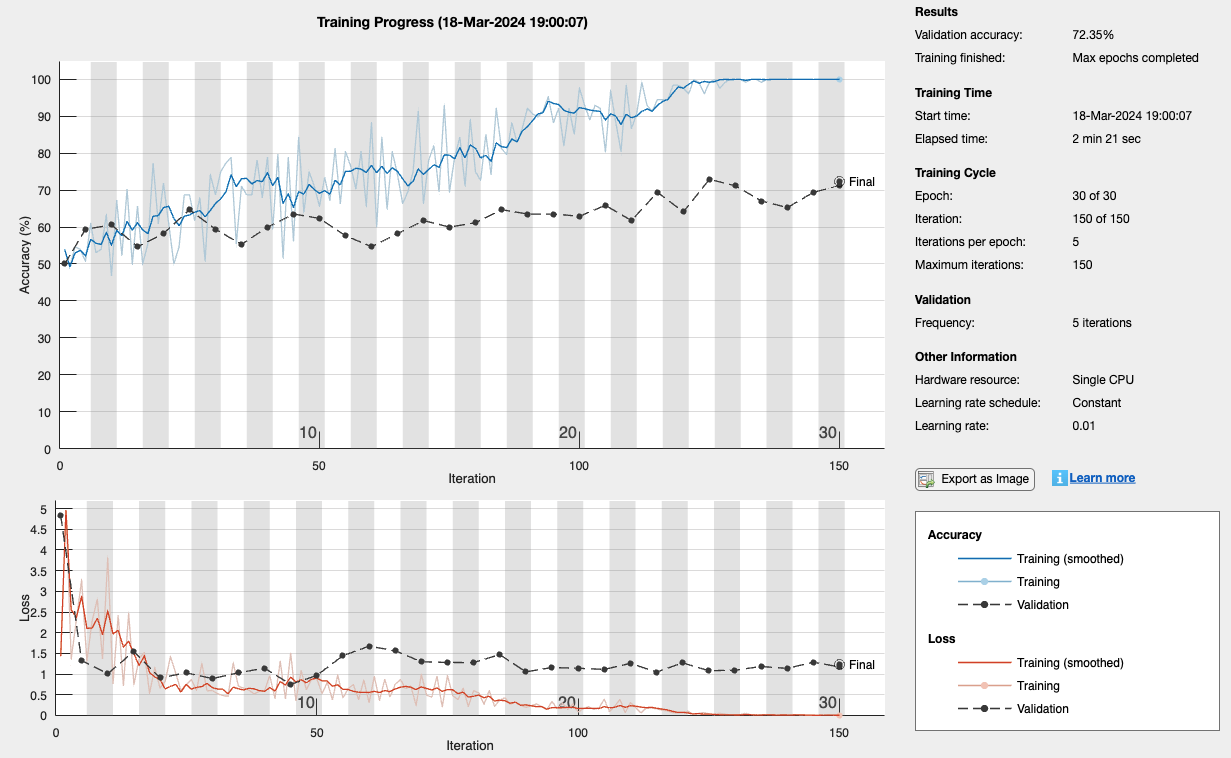 Training Progress (18-Mar-2024 19:00:07)
100
90
80
70
60
50
40
30
20
10
0
Accuracy (%)
Final
10
20
30
0
50
100
150
Iteration
5
4.5
4
3.5
3
2.5
2
1.5
1
0.5
0
Loss
Final
10
20
30
0
50
100
150
Iteration
Results
Validation accuracy: 72.35%
Training finished: Max epochs completed
Training Time
Start time: 18-Mar-2024 19:00:07
Elapsed time: 2 min 21 sec
Training Cycle
Epoch: 30 of 30
Iteration: 150 of 150
Iterations per epoch: 5
Maximum iterations: 150
Validation
Frequency: 5 iterations
Other Information
Hardware resource: Single CPU
Learning rate schedule: Constant
Learning rate: 0.01
Export as Image
i Learn more
Accuracy
Training (smoothed)
Training
Validation
Loss
Training (smoothed)
Training
Validation